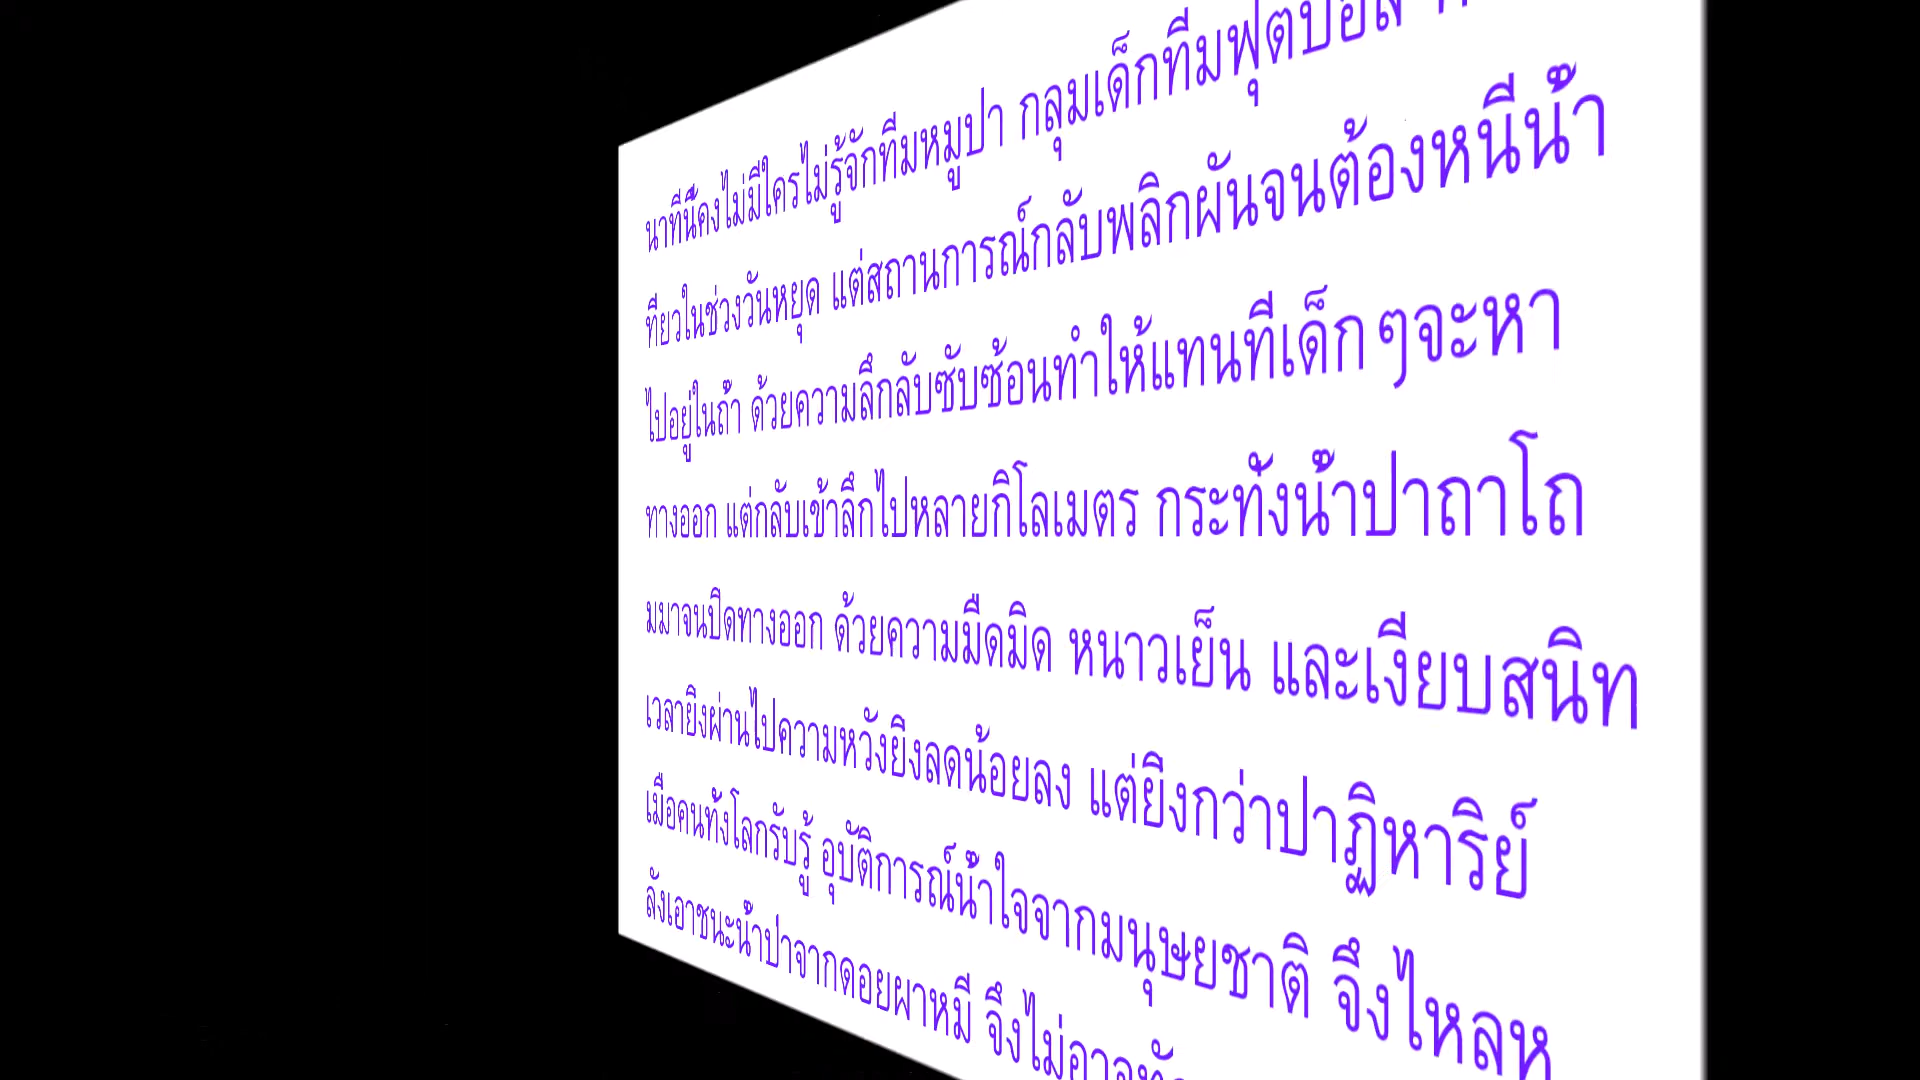 นาทีนี้คงไม่มีใครไม่รู้จักทีมหมูป่า กลุ่มเด็กทีมฟุตบอล
ที่ยวในช่วงวันหยุด แต่สถานการณ์กลับพลิกผันจนต้องหนีน้ำ
ไปอยู่ในถ้ำ ด้วยความลึกลับซับซ้อนทำให้แทนที่เด็กๆจะหา
ทางออก แต่กลับเข้าลึกไปหลายกิโลเมตร กระทั่งน้ำป่าถาโถ
มมาจนปิดทางออก ด้วยความมืดมิด หนาวเย็น และเงียบสนิท
เวลายิ่งผ่านไปความหวังยิ่งลดน้อยลง แต่ยิ่งกว่าปาฏิหาริย์
เมื่อคนทั้งโลกรับรู้ อุบัติการณ์น้ำใจจากมนุษยชาติ จึงไหลห
ลังเอาชนะน้ำป่าจากดอยผาหมี จึงไม่อาจ